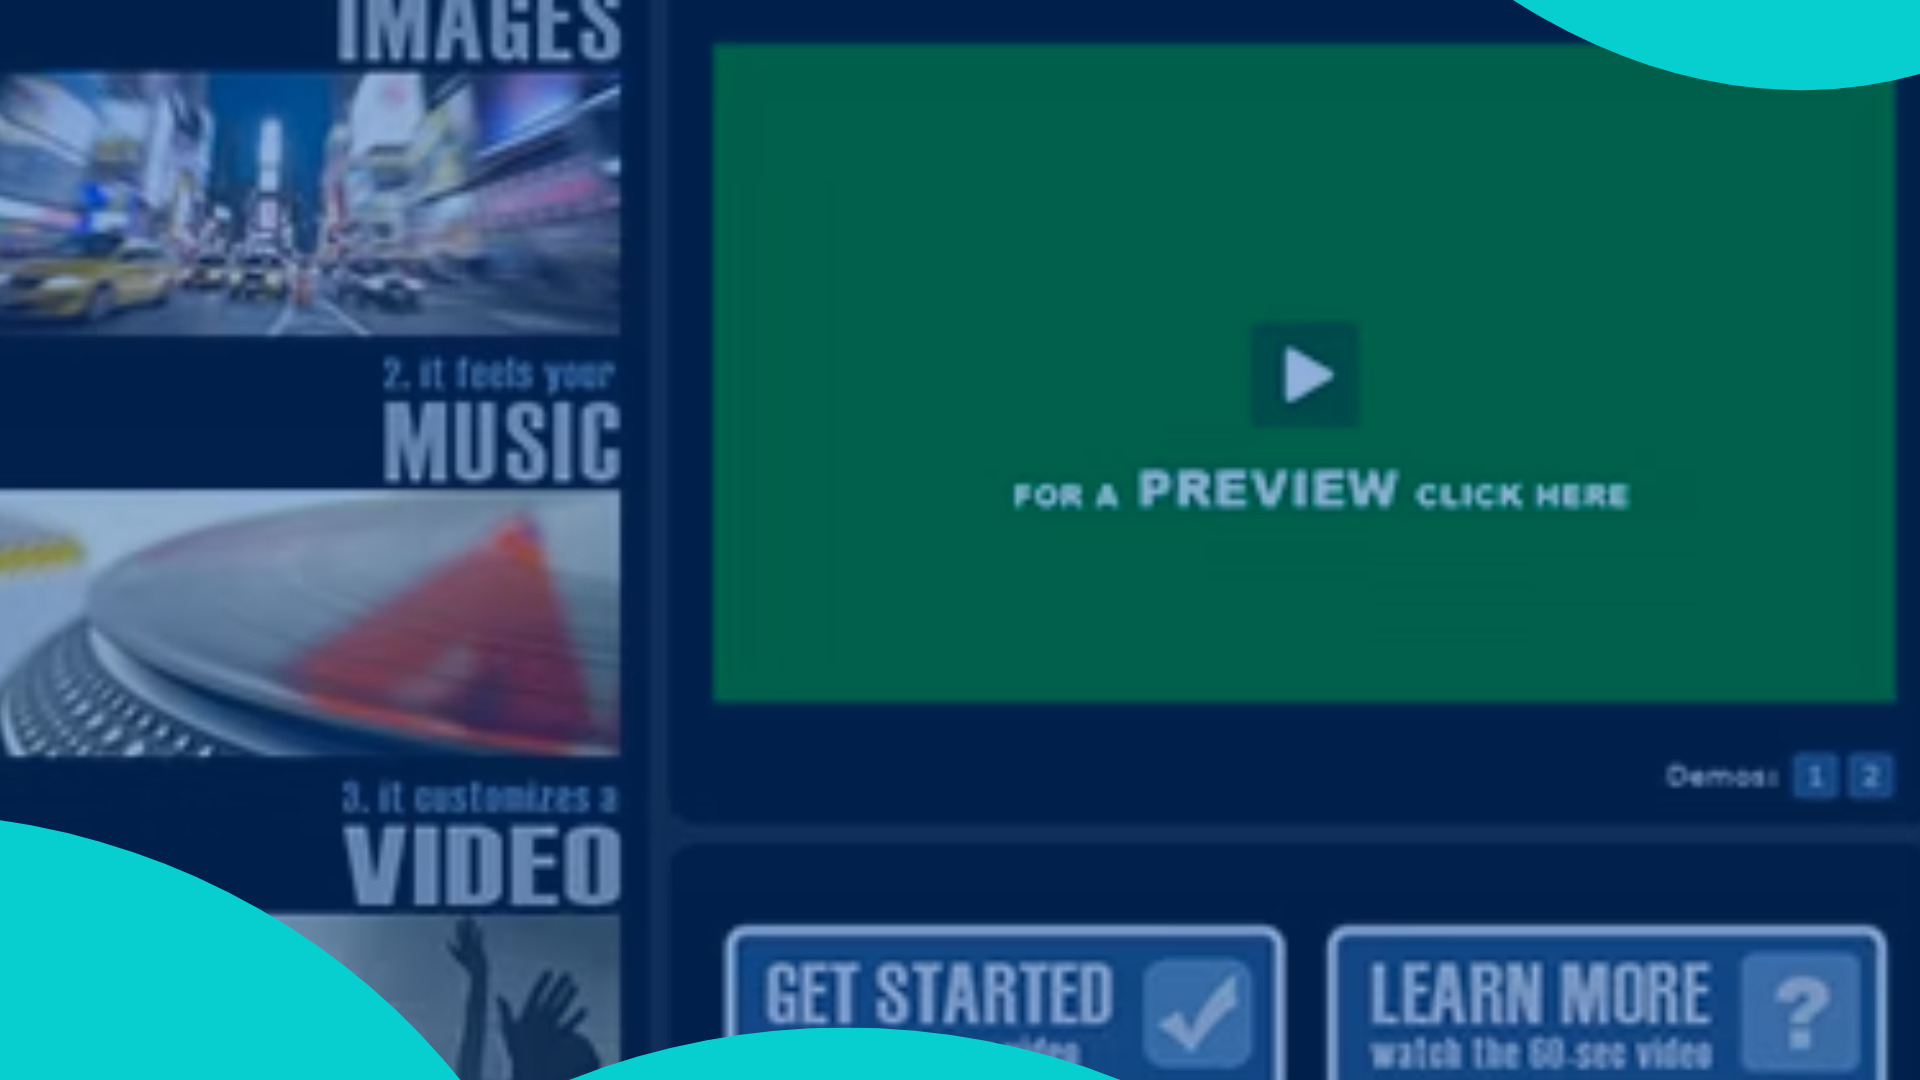 IMAGES
2. it feels your
MUSIC
3. it customizes a
VIDEO
FOR A PREVIEW CLICK HERE
Demos: 1 2
GET STARTED
video
LEARN MORE
?
watch the 60-sec video